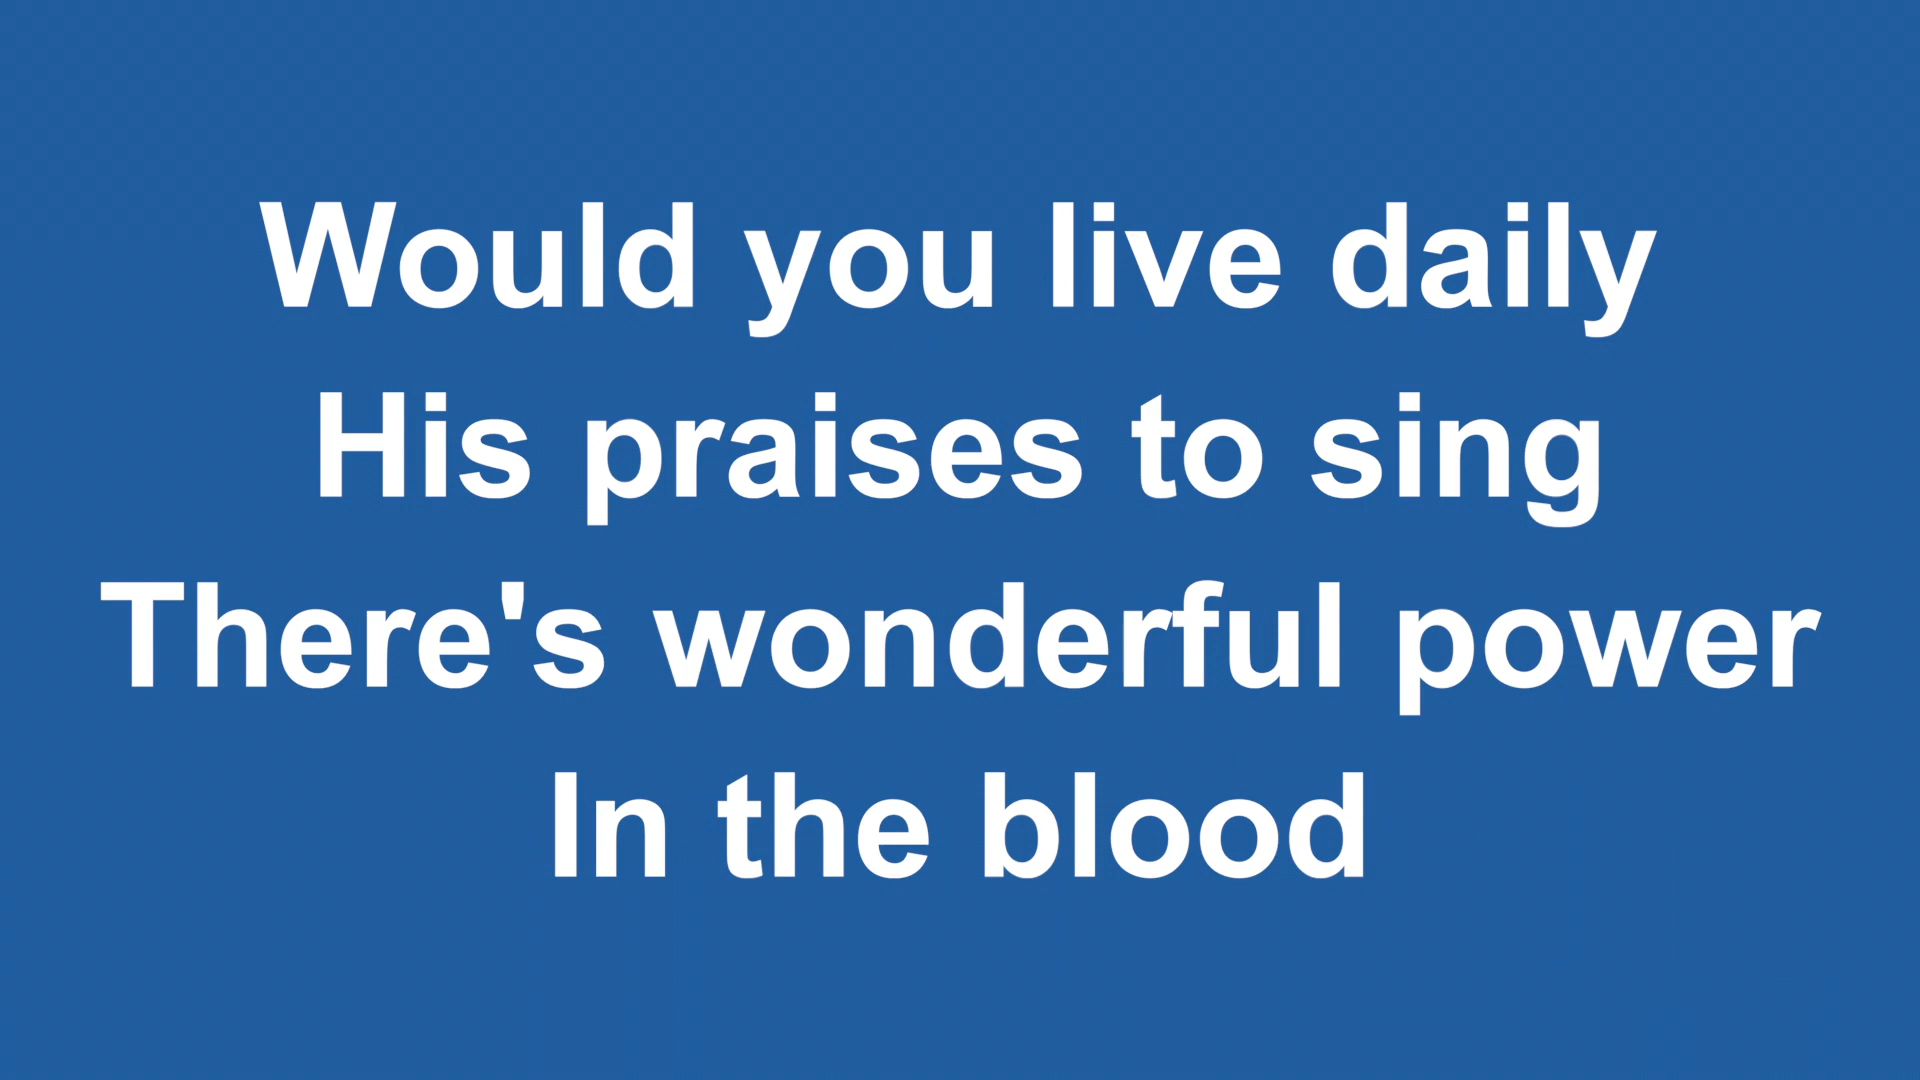 Would you live daily
His praises to sing
There's wonderful power
In the blood